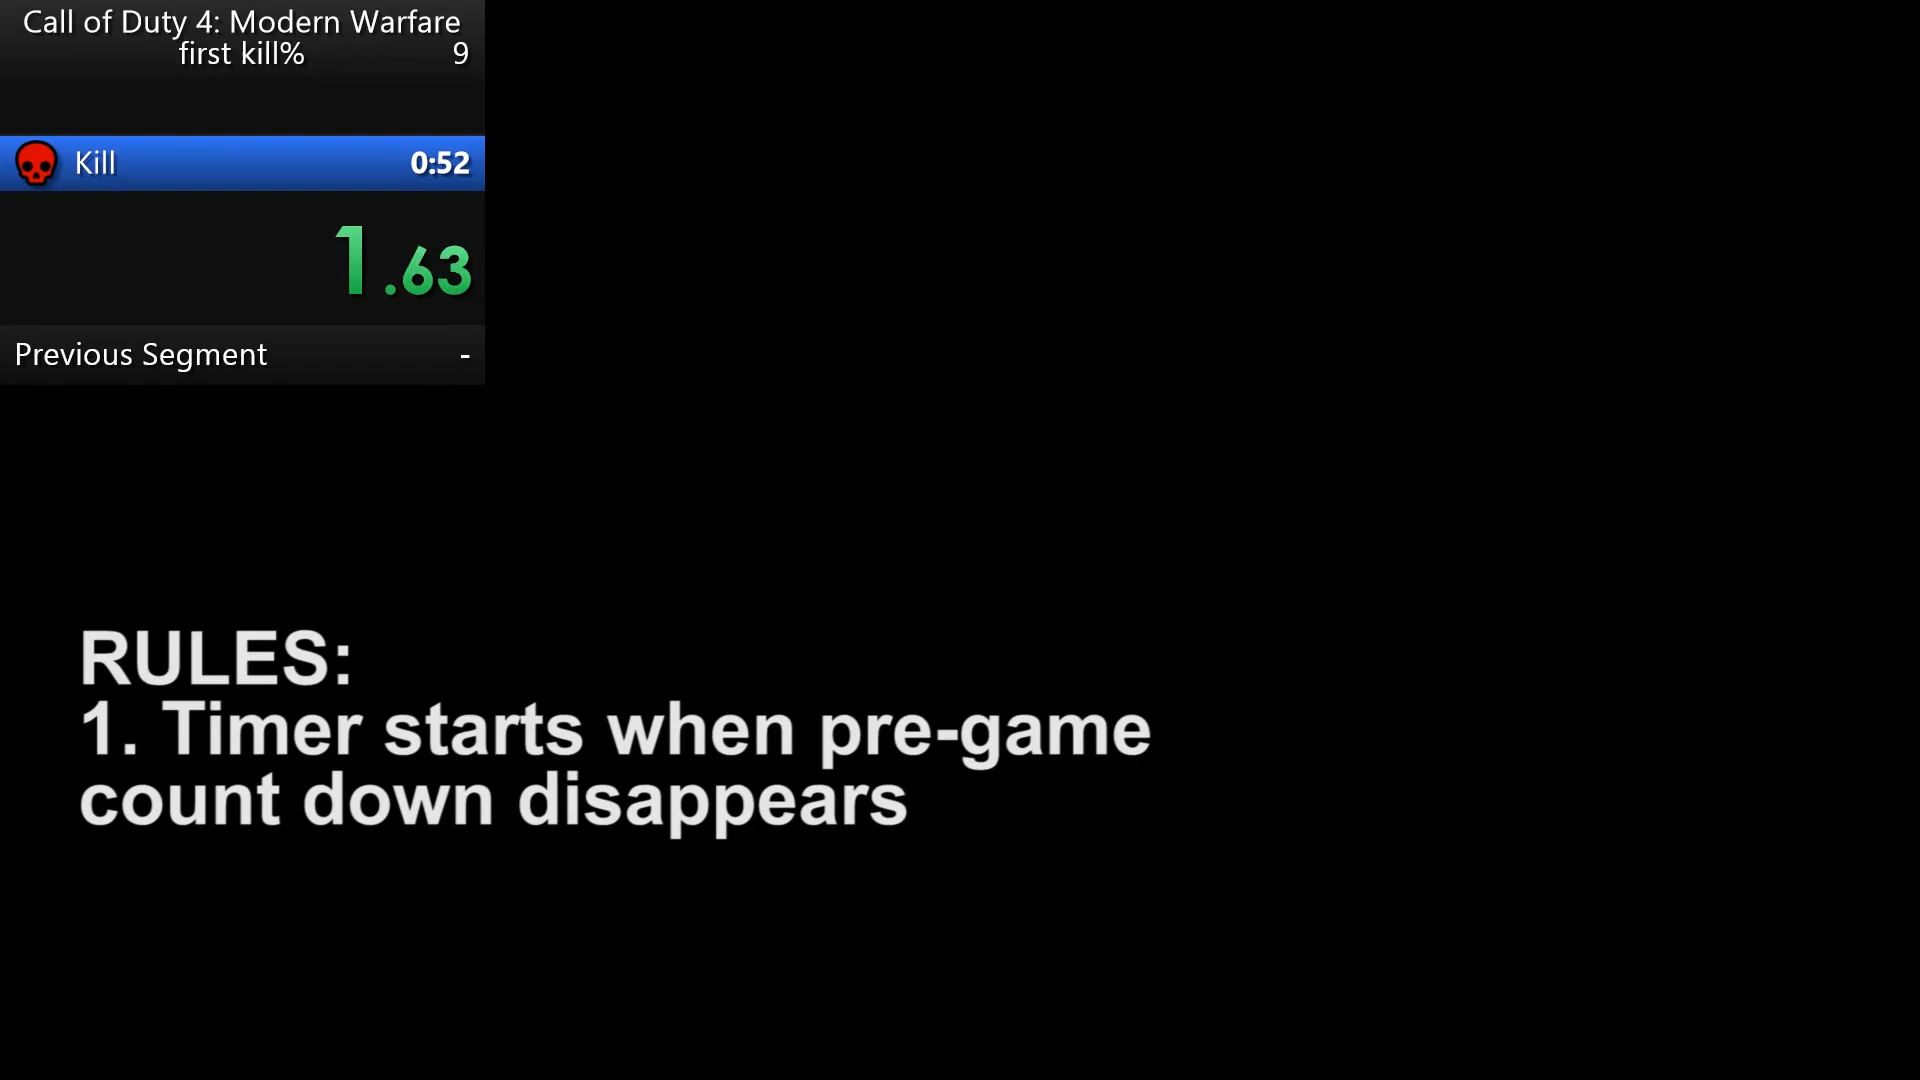 Call of Duty 4: Modern Warfare
first kill% 9
Kill 0:52
1.63
Previous Segment -
RULES:
1. Timer starts when pre-game
count down disappears